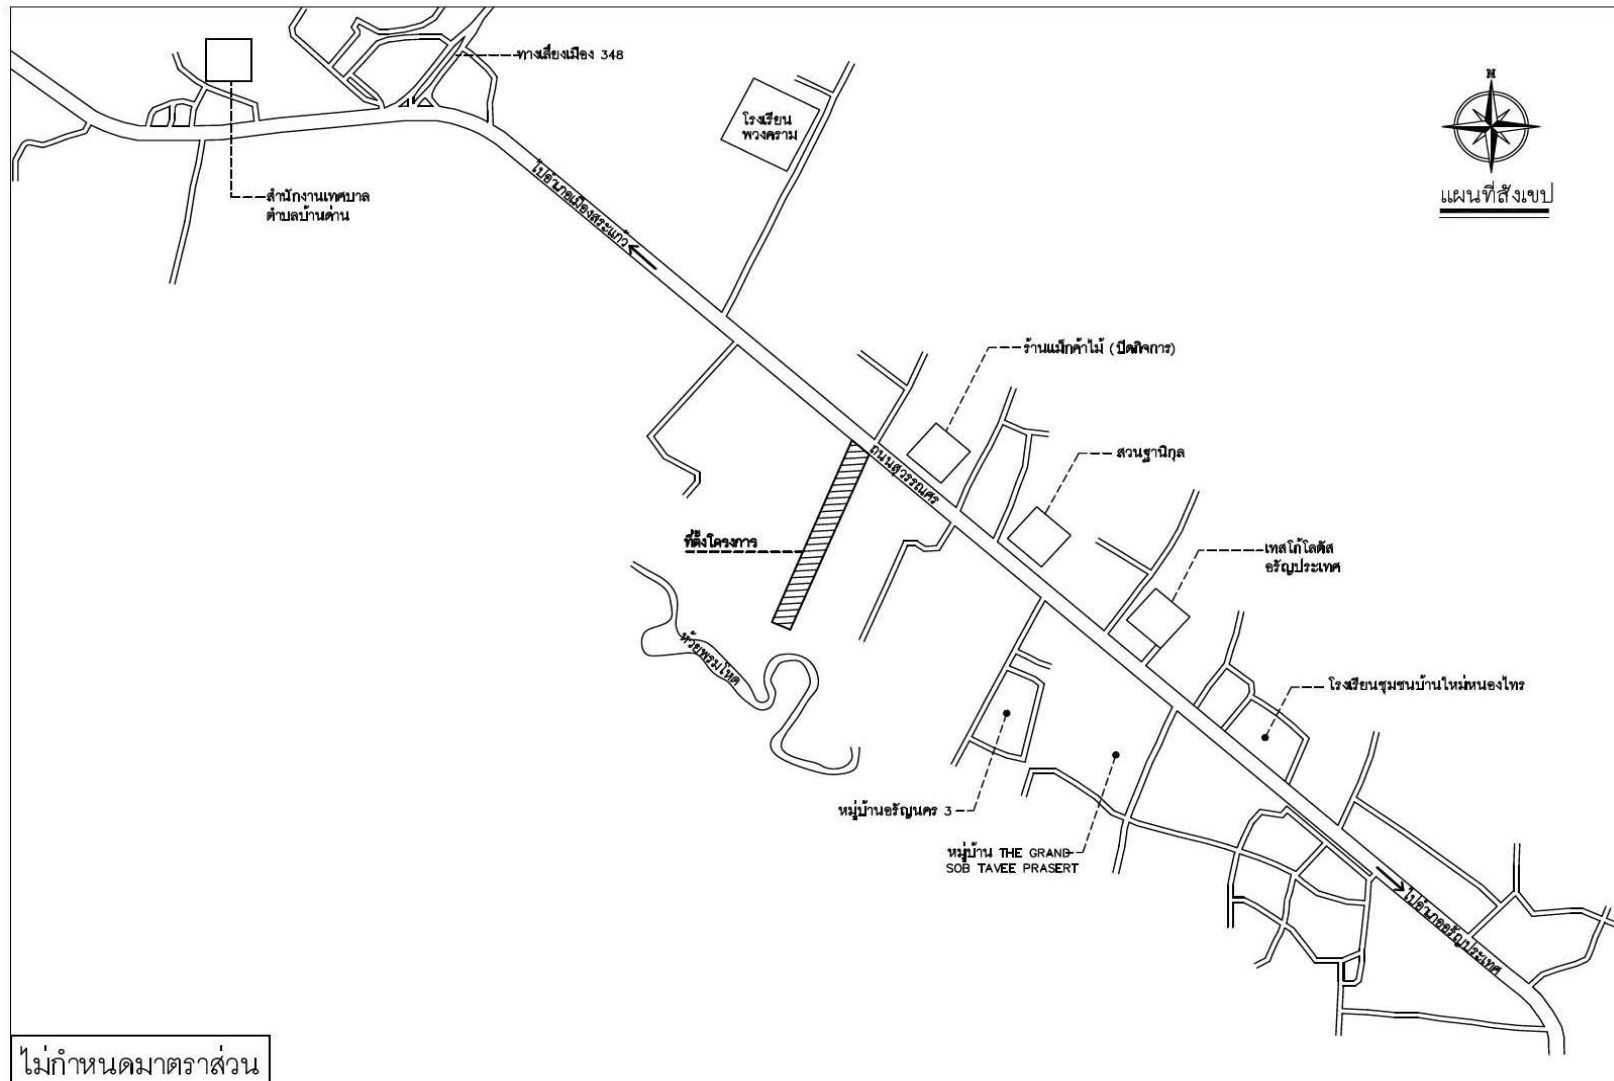 ทางเลี่ยงเมือง 348
N
โรงเรียน
พวงคราม
แผนที่สังเขป
สำนักงานเทศบาล
ตำบลบ้านด่าน
ไปอำเภอเมืองสระแก้ว
ร้านแม็กค้าไม้ (ปิดกิจการ)
ถนนสุวรรณศร
สวนฐานิกุล
ที่ตั้งโครงการ
เทสโก้โลตัส
อรัญประเทศ
ห้วยพรมโหด
โรงเรียนชุมชนบ้านใหม่หนองไทร
หมู่บ้านอรัญนคร 3
หมู่บ้าน THE GRAND
SOB TAVEE PRASERT
ไปอำเภออรัญประเทศ
ไม่กำหนดมาตราส่วน